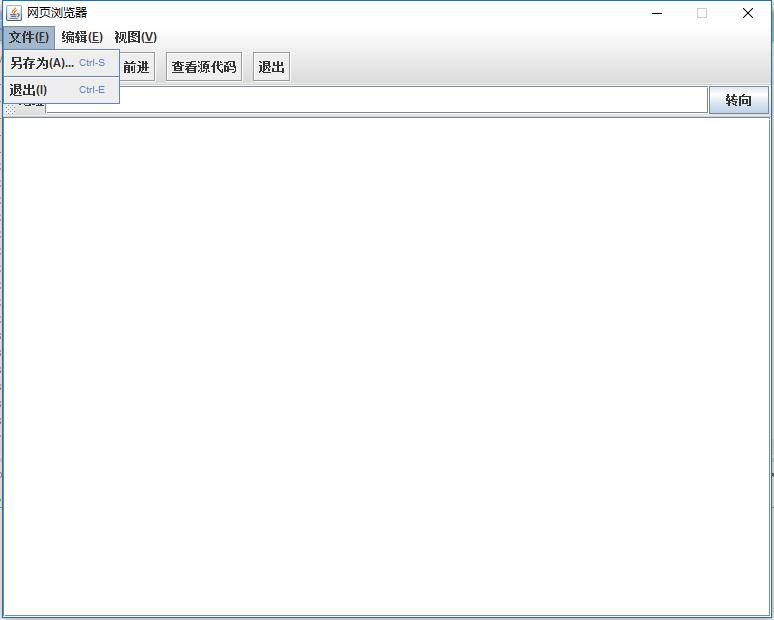 网页浏览器
文件(F) 编辑(E) 视图(V)
另存为(A)... Ctrl-S
前进 查看源代码 退出
退出(I) Ctrl-E
转向